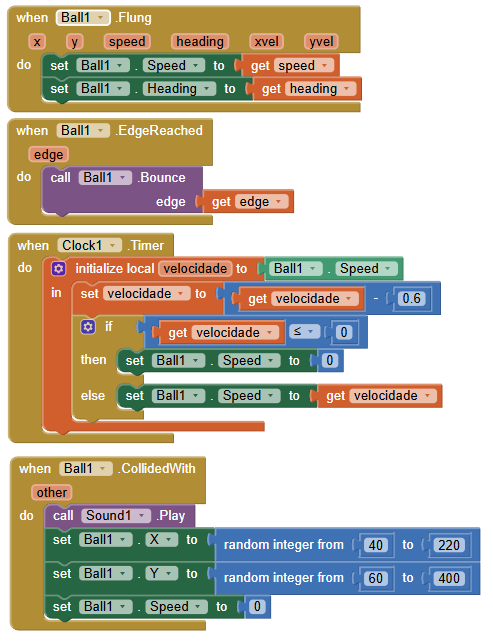 when Ball1 .Flung
x y speed heading xvel yvel
do set Ball1 . Speed to get speed
set Ball1 . Heading to get heading
when Ball1 .EdgeReached
edge
do call Ball1 .Bounce
edge get edge
when Clock1 .Timer
do initialize local velocidade to Ball1 . Speed
in set velocidade to get velocidade - 0.6
if get velocidade ≤ 0
then set Ball1 . Speed to 0
else set Ball1 . Speed to get velocidade
when Ball1 .CollidedWith
other
do call Sound1 .Play
set Ball1 . X to random integer from 40 to 220
set Ball1 . Y to random integer from 60 to 400
set Ball1 . Speed to 0